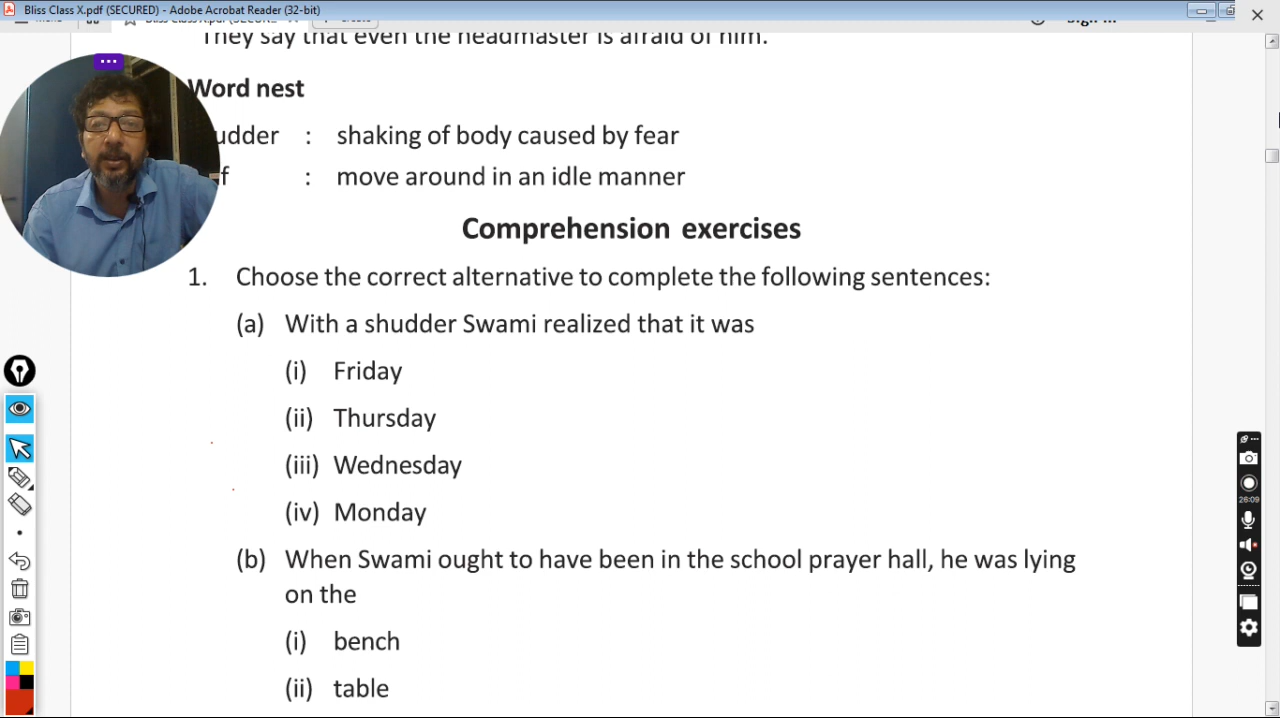 Bliss Class X.pdf (SECURED) - Adobe Acrobat Reader (32-bit)
They say that even the headmaster is afraid of him.
Word nest
udder : shaking of body caused by fear
f : move around in an idle manner
Comprehension exercises
1. Choose the correct alternative to complete the following sentences:
(a) With a shudder Swami realized that it was
(i) Friday
(ii) Thursday
(iii) Wednesday
(iv) Monday
(b) When Swami ought to have been in the school prayer hall, he was lying
on the
(i) bench
(ii) table
26:09